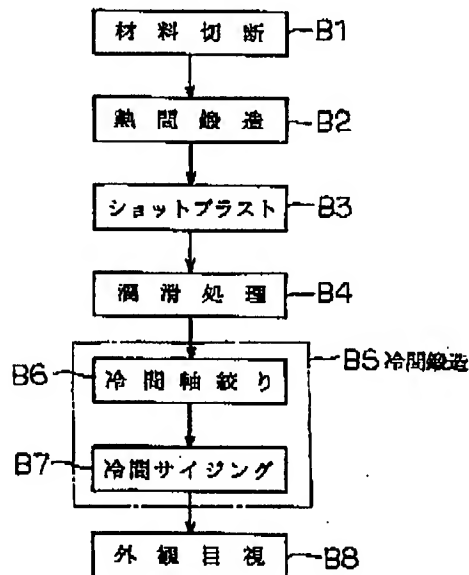 材料切断 B1
熱間鍛造 B2
ショットブラスト B3
潤滑処理 B4
B5 冷間鍛造
B6 冷間軸絞り
B7 冷間サイジング
外観目視 B8